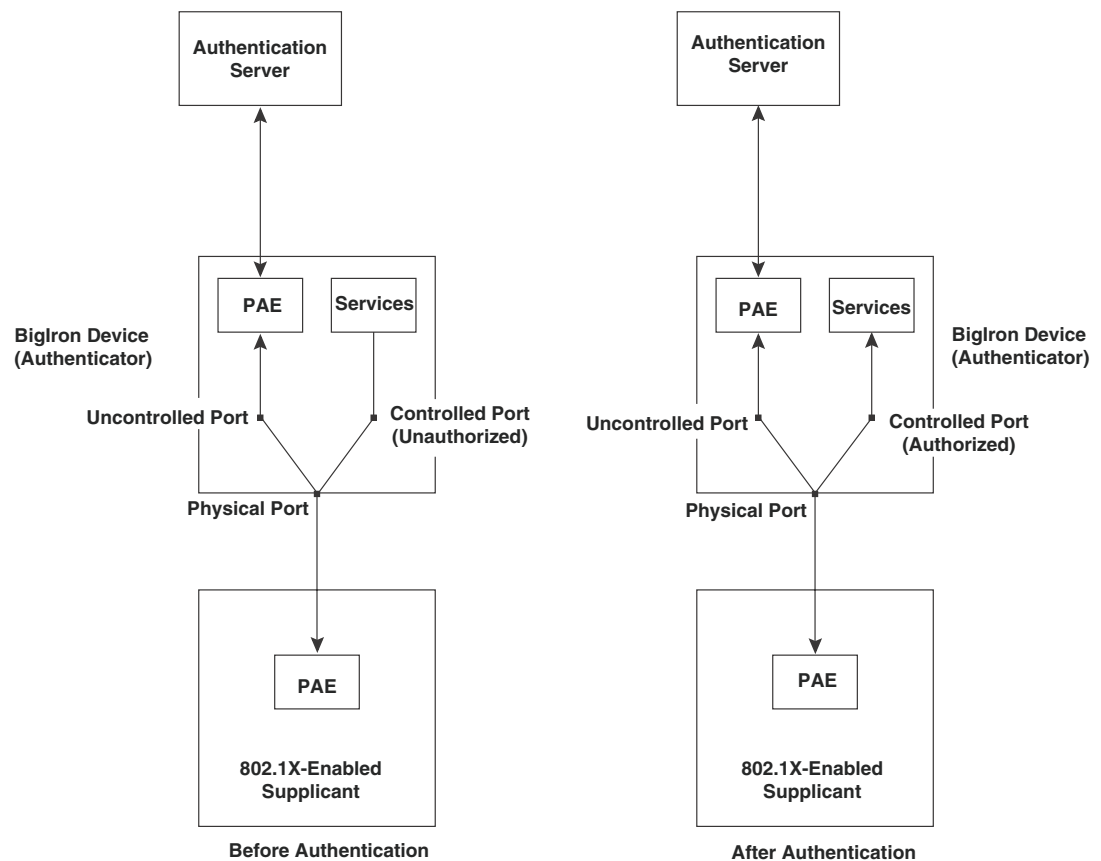 Authentication
Server
PAE
Services
BigIron Device
(Authenticator)
Uncontrolled Port
Controlled Port
(Unauthorized)
Physical Port
PAE
802.1X-Enabled
Supplicant
Before Authentication
Authentication
Server
PAE
Services
BigIron Device
(Authenticator)
Uncontrolled Port
Controlled Port
(Authorized)
Physical Port
PAE
802.1X-Enabled
Supplicant
After Authentication